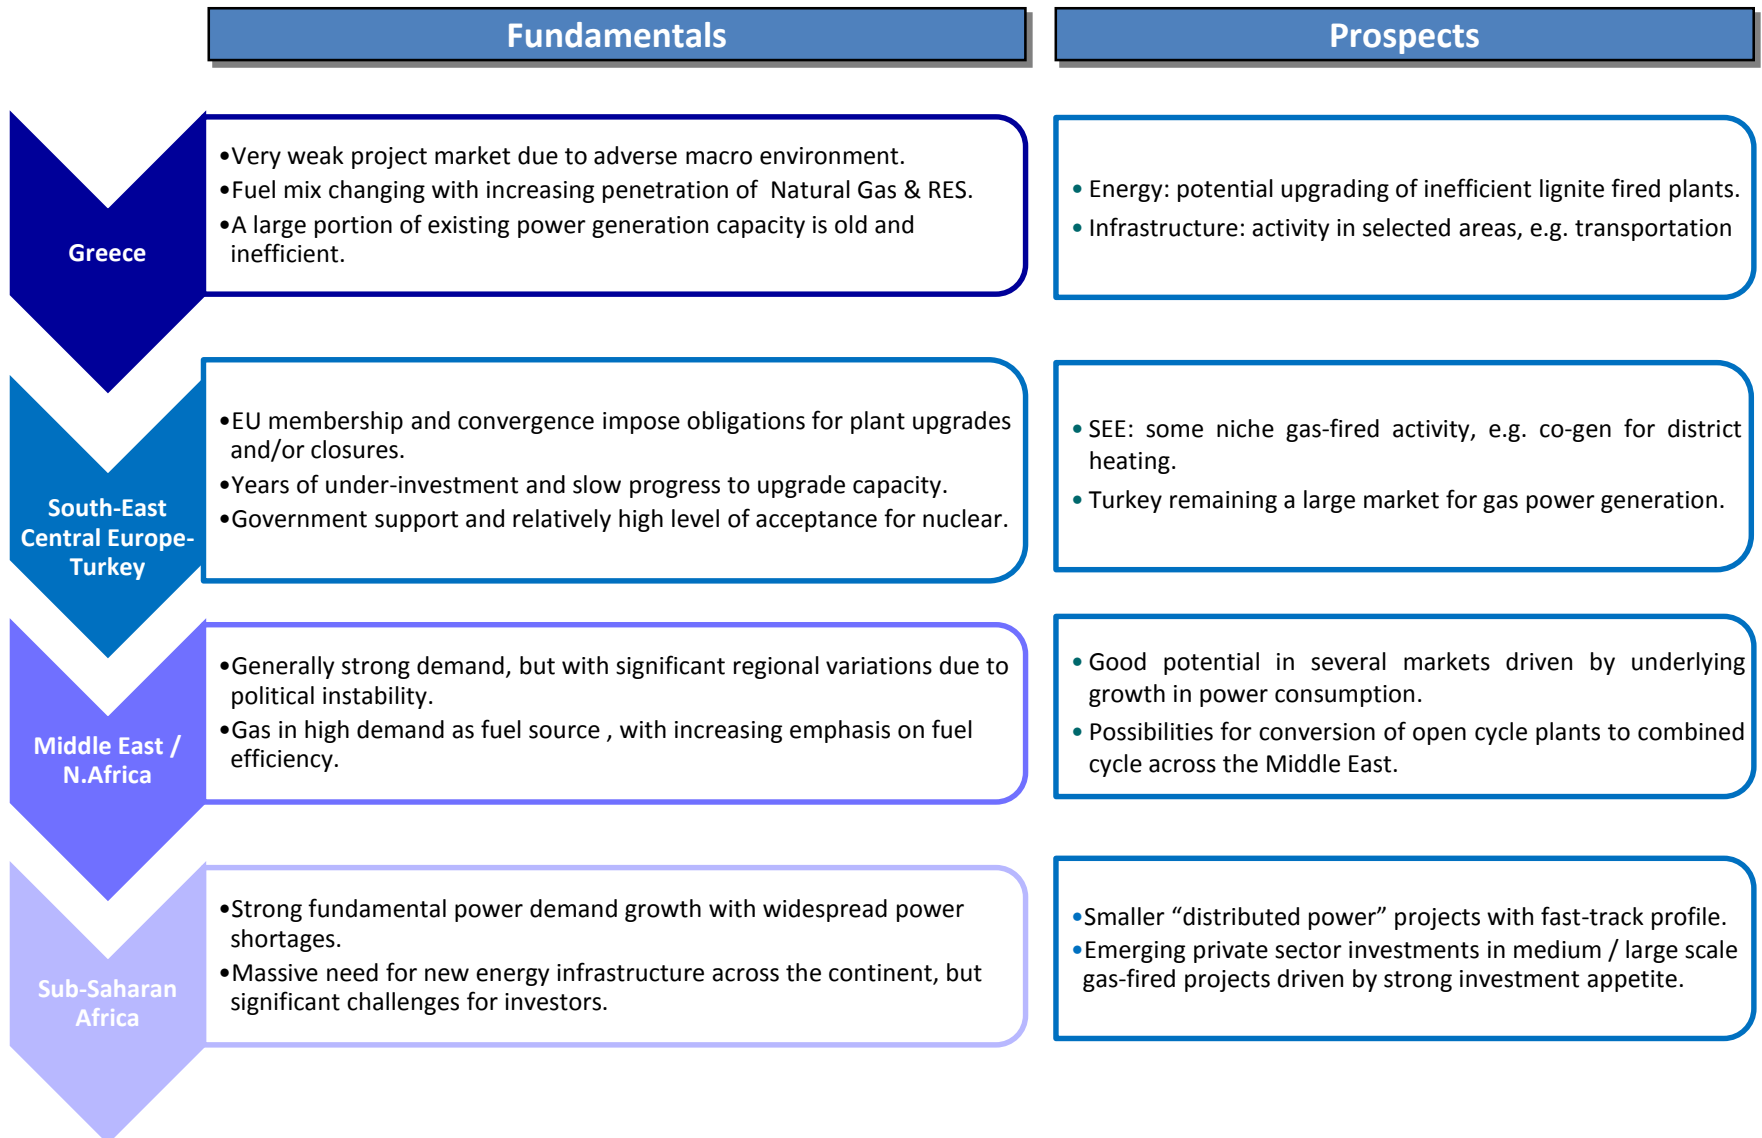 Fundamentals
Prospects
Greece
•Very weak project market due to adverse macro environment.
•Fuel mix changing with increasing penetration of  Natural Gas & RES.
•A large portion of existing power generation capacity is old and
inefficient.
• Energy: potential upgrading of inefficient lignite fired plants.
• Infrastructure: activity in selected areas, e.g. transportation
South-East
Central Europe-
Turkey
•EU membership and convergence impose obligations for plant upgrades
and/or closures.
•Years of under-investment and slow progress to upgrade capacity.
•Government support and relatively high level of acceptance for nuclear.
• SEE: some niche gas-fired activity, e.g. co-gen for district
heating.
• Turkey remaining a large market for gas power generation.
Middle East /
N.Africa
•Generally strong demand, but with significant regional variations due to
political instability.
•Gas in high demand as fuel source , with increasing emphasis on fuel
efficiency.
• Good potential in several markets driven by underlying
growth in power consumption.
• Possibilities for conversion of open cycle plants to combined
cycle across the Middle East.
Sub-Saharan
Africa
•Strong fundamental power demand growth with widespread power
shortages.
•Massive need for new energy infrastructure across the continent, but
significant challenges for investors.
•Smaller “distributed power” projects with fast-track profile.
•Emerging private sector investments in medium / large scale
gas-fired projects driven by strong investment appetite.